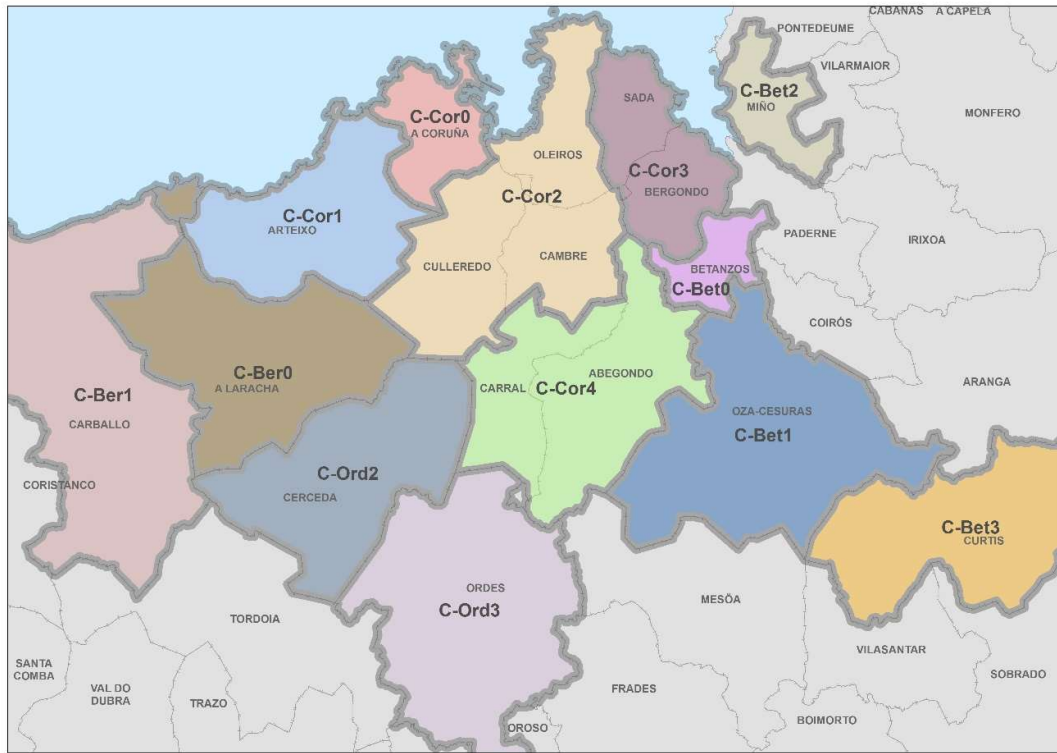 CABANAS
A CAPELA
PONTEDEUME
VILARMAIOR
C-Bet2
MIÑO
MONFERO
SADA
C-Cor0
A CORUÑA
OLEIROS
C-Cor3
BERGONDO
C-Cor2
C-Cor1
ARTEIXO
PADERNE
IRIXOA
CULLEREDO
CAMBRE
BETANZOS
C-Bet0
COIRÓS
C-Ber0
A LARACHA
C-Ber1
CARBALLO
CARRAL
ABEGONDO
C-Cor4
ARANGA
OZA-CESURAS
C-Bet1
C-Ord2
CERCEDA
CORISTANCO
C-Bet3
CURTIS
ORDES
C-Ord3
MESÕA
TORDOIA
VILASANTAR
SANTA
COMBA
VAL DO
DUBRA
TRAZO
FRADES
SOBRADO
BOIMORTO
OROSO